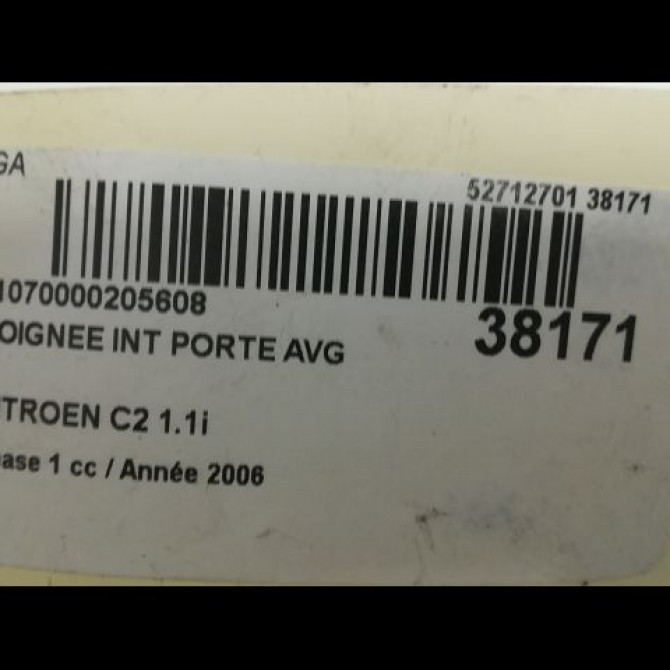 GA
52712701 38171
1070000205608
38171
OIGNEE INT PORTE AVG
TROEN C2 1.1i
ase 1 cc / Année 2006